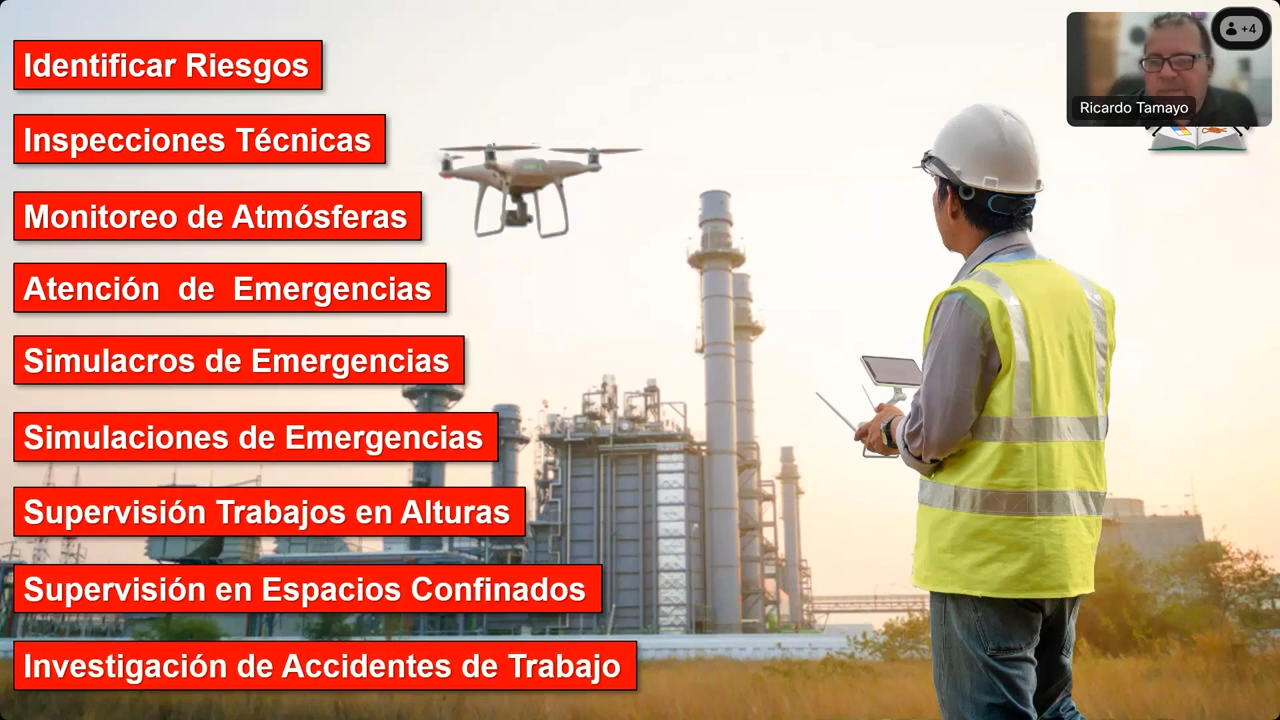 Identificar Riesgos
Inspecciones Técnicas
Monitoreo de Atmósferas
Atención de Emergencias
Simulacros de Emergencias
Simulaciones de Emergencias
Supervisión Trabajos en Alturas
Supervisión en Espacios Confinados
Investigación de Accidentes de Trabajo
+4
Ricardo Tamayo